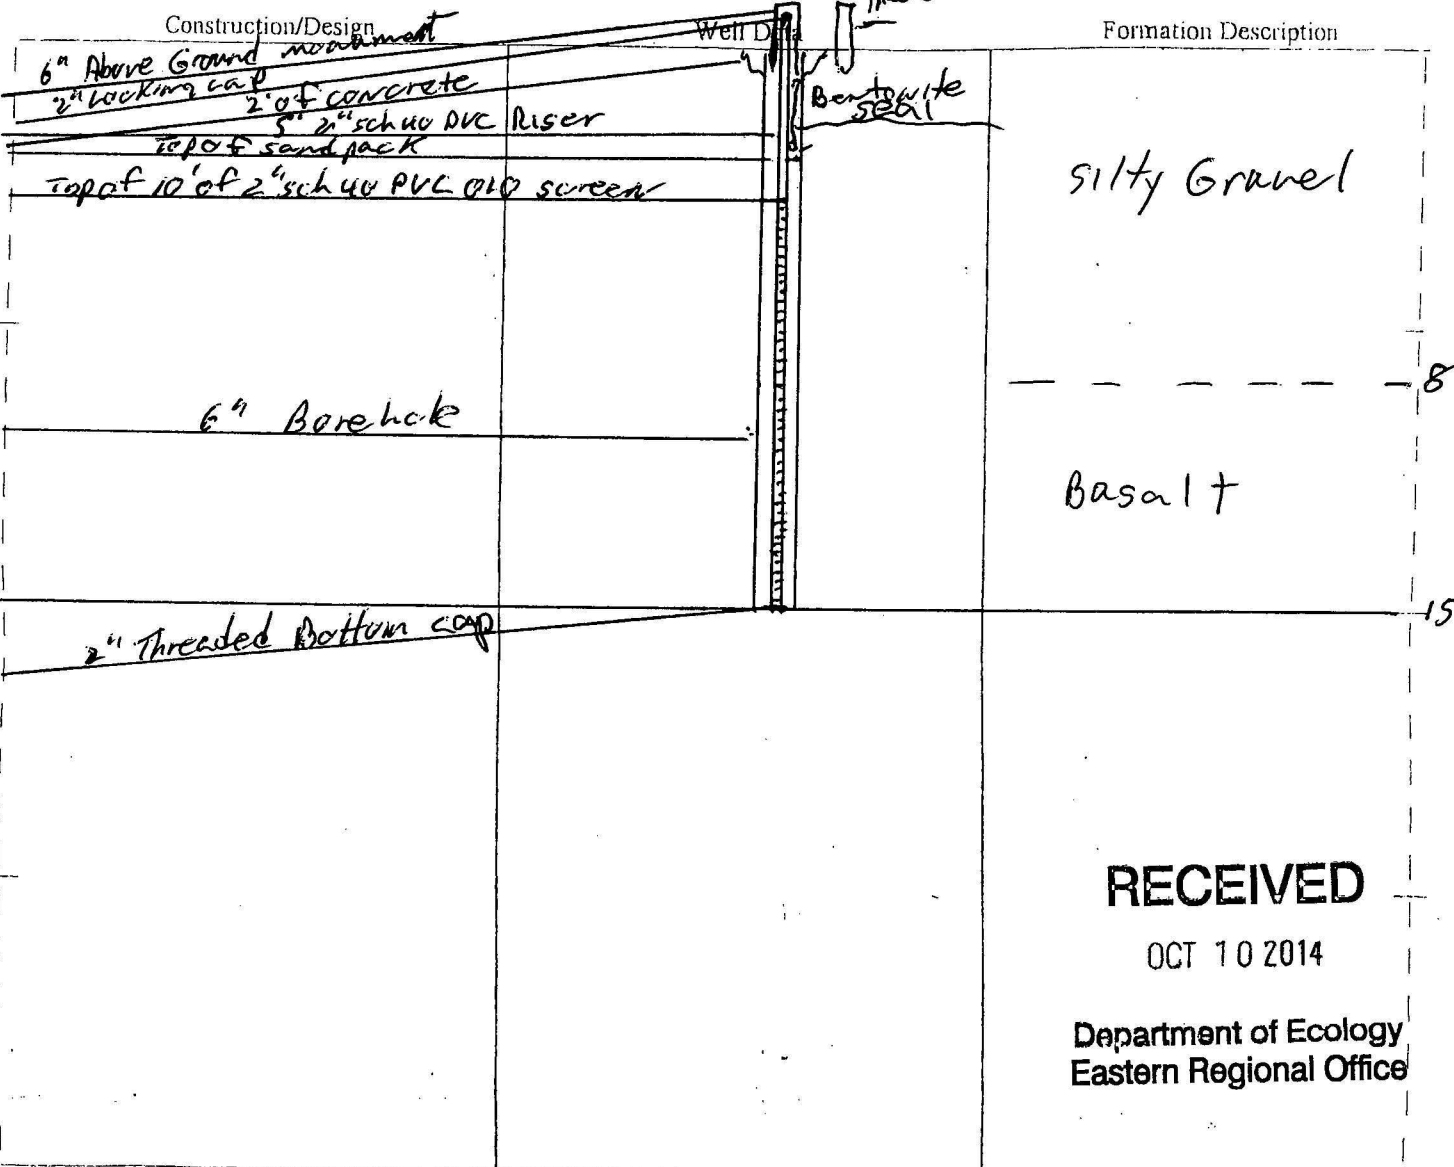 Construction/Design
Well Data
Formation Description
6" Above Ground monument
2" Locking cap
2' of concrete
5' 2" sch 40 PVC Riser
Top of sand pack
Top of 10' of 2" sch 40 PVC 010 screen
Bentonite
seal
Silty Gravel
8
6" Borehole
Basalt
15
2" Threaded Bottom cap
RECEIVED
OCT 10 2014
Department of Ecology
Eastern Regional Office